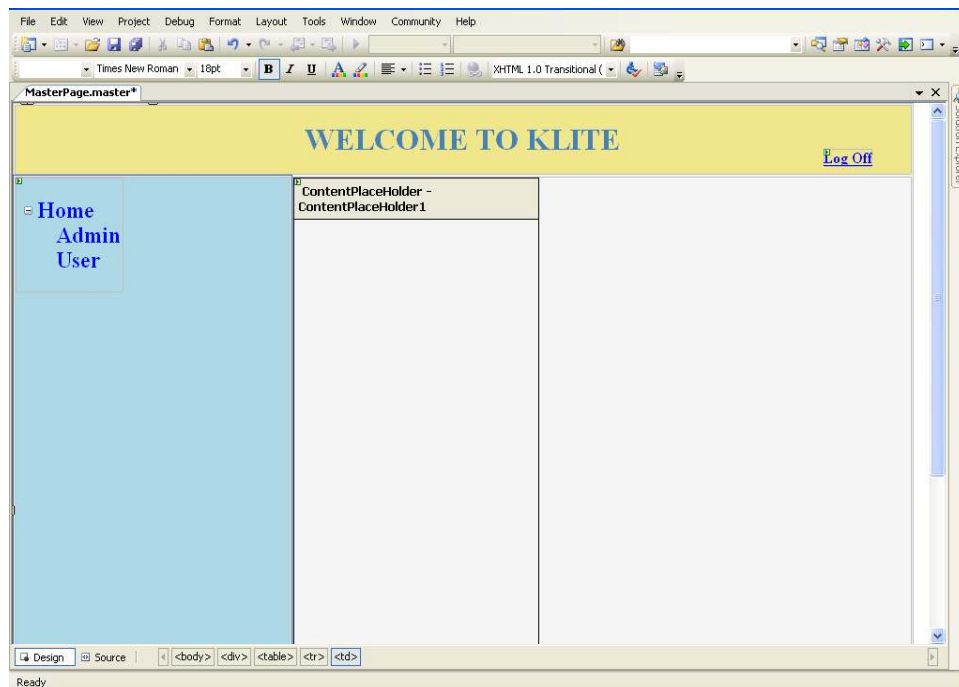 File Edit View Project Debug Format Layout Tools Window Community Help
Times New Roman 18pt B I U A XHTML 1.0 Transitional (
MasterPage.master*
WELCOME TO KLITE
Log Off
ContentPlaceHolder -
ContentPlaceHolder1
Home
Admin
User
Design Source <body> <div> <table> <tr> <td>
Ready